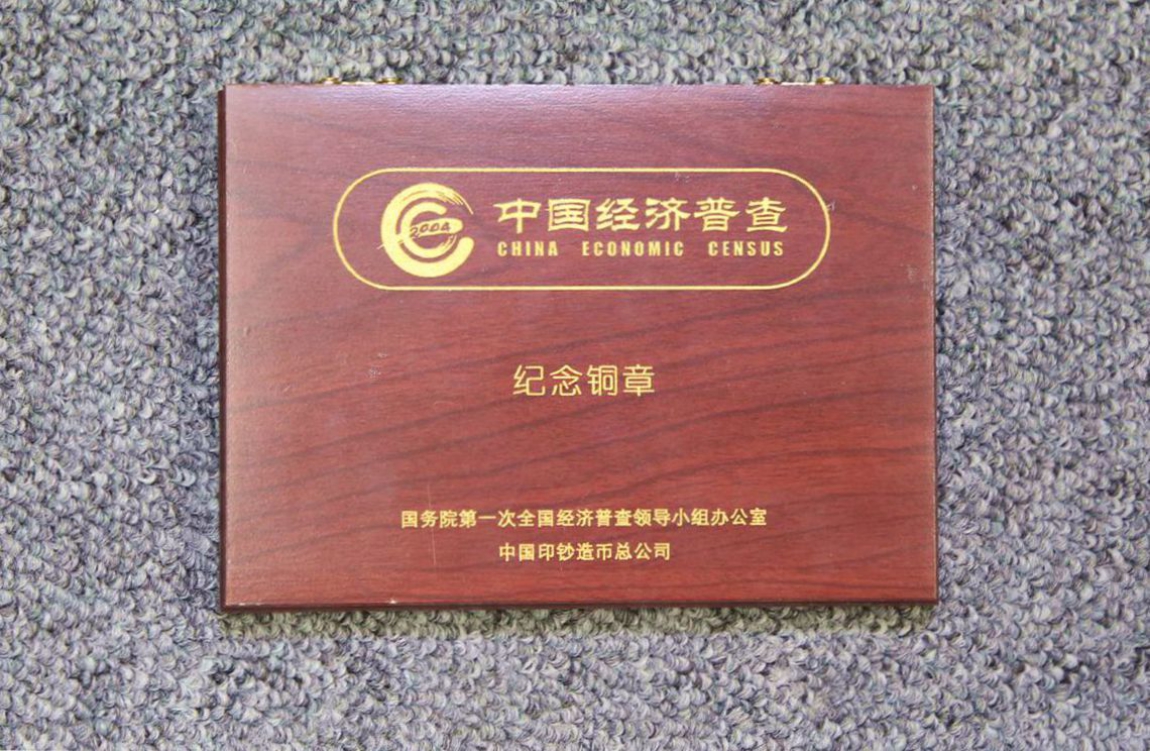 2004
中国经济普查
CHINA ECONOMIC CENSUS
纪念铜章
国务院第一次全国经济普查领导小组办公室
中国印钞造币总公司